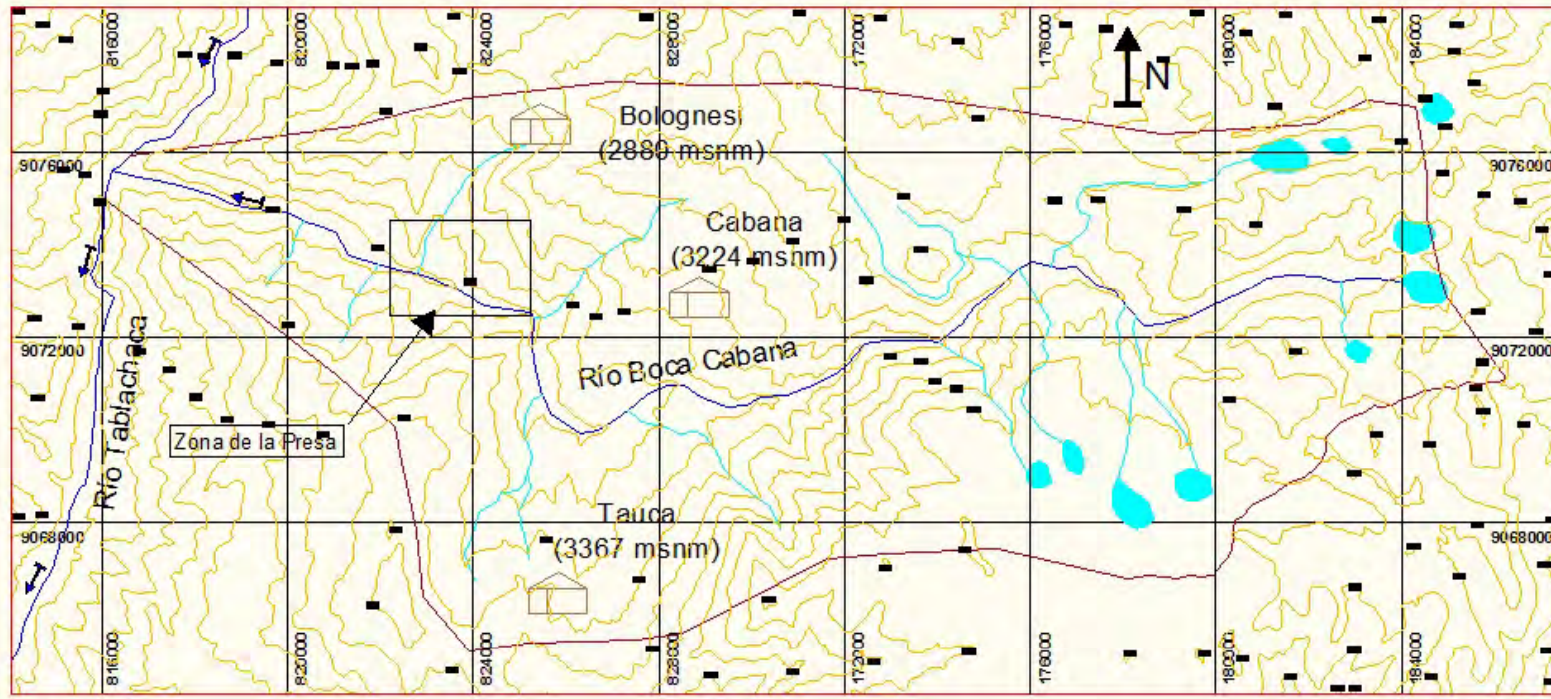 816000
820000
824000
828000
172000
176000
180000
184000
N
Bolognesi
(2889 msnm)
9076000
9076000
Cabana
(3224 msnm)
9072000
9072000
Río Boca Cabana
Río Tablachaca
Zona de la Presa
Tauca
(3367 msnm)
9068000
9068000
816000
820000
824000
828000
172000
176000
180000
184000